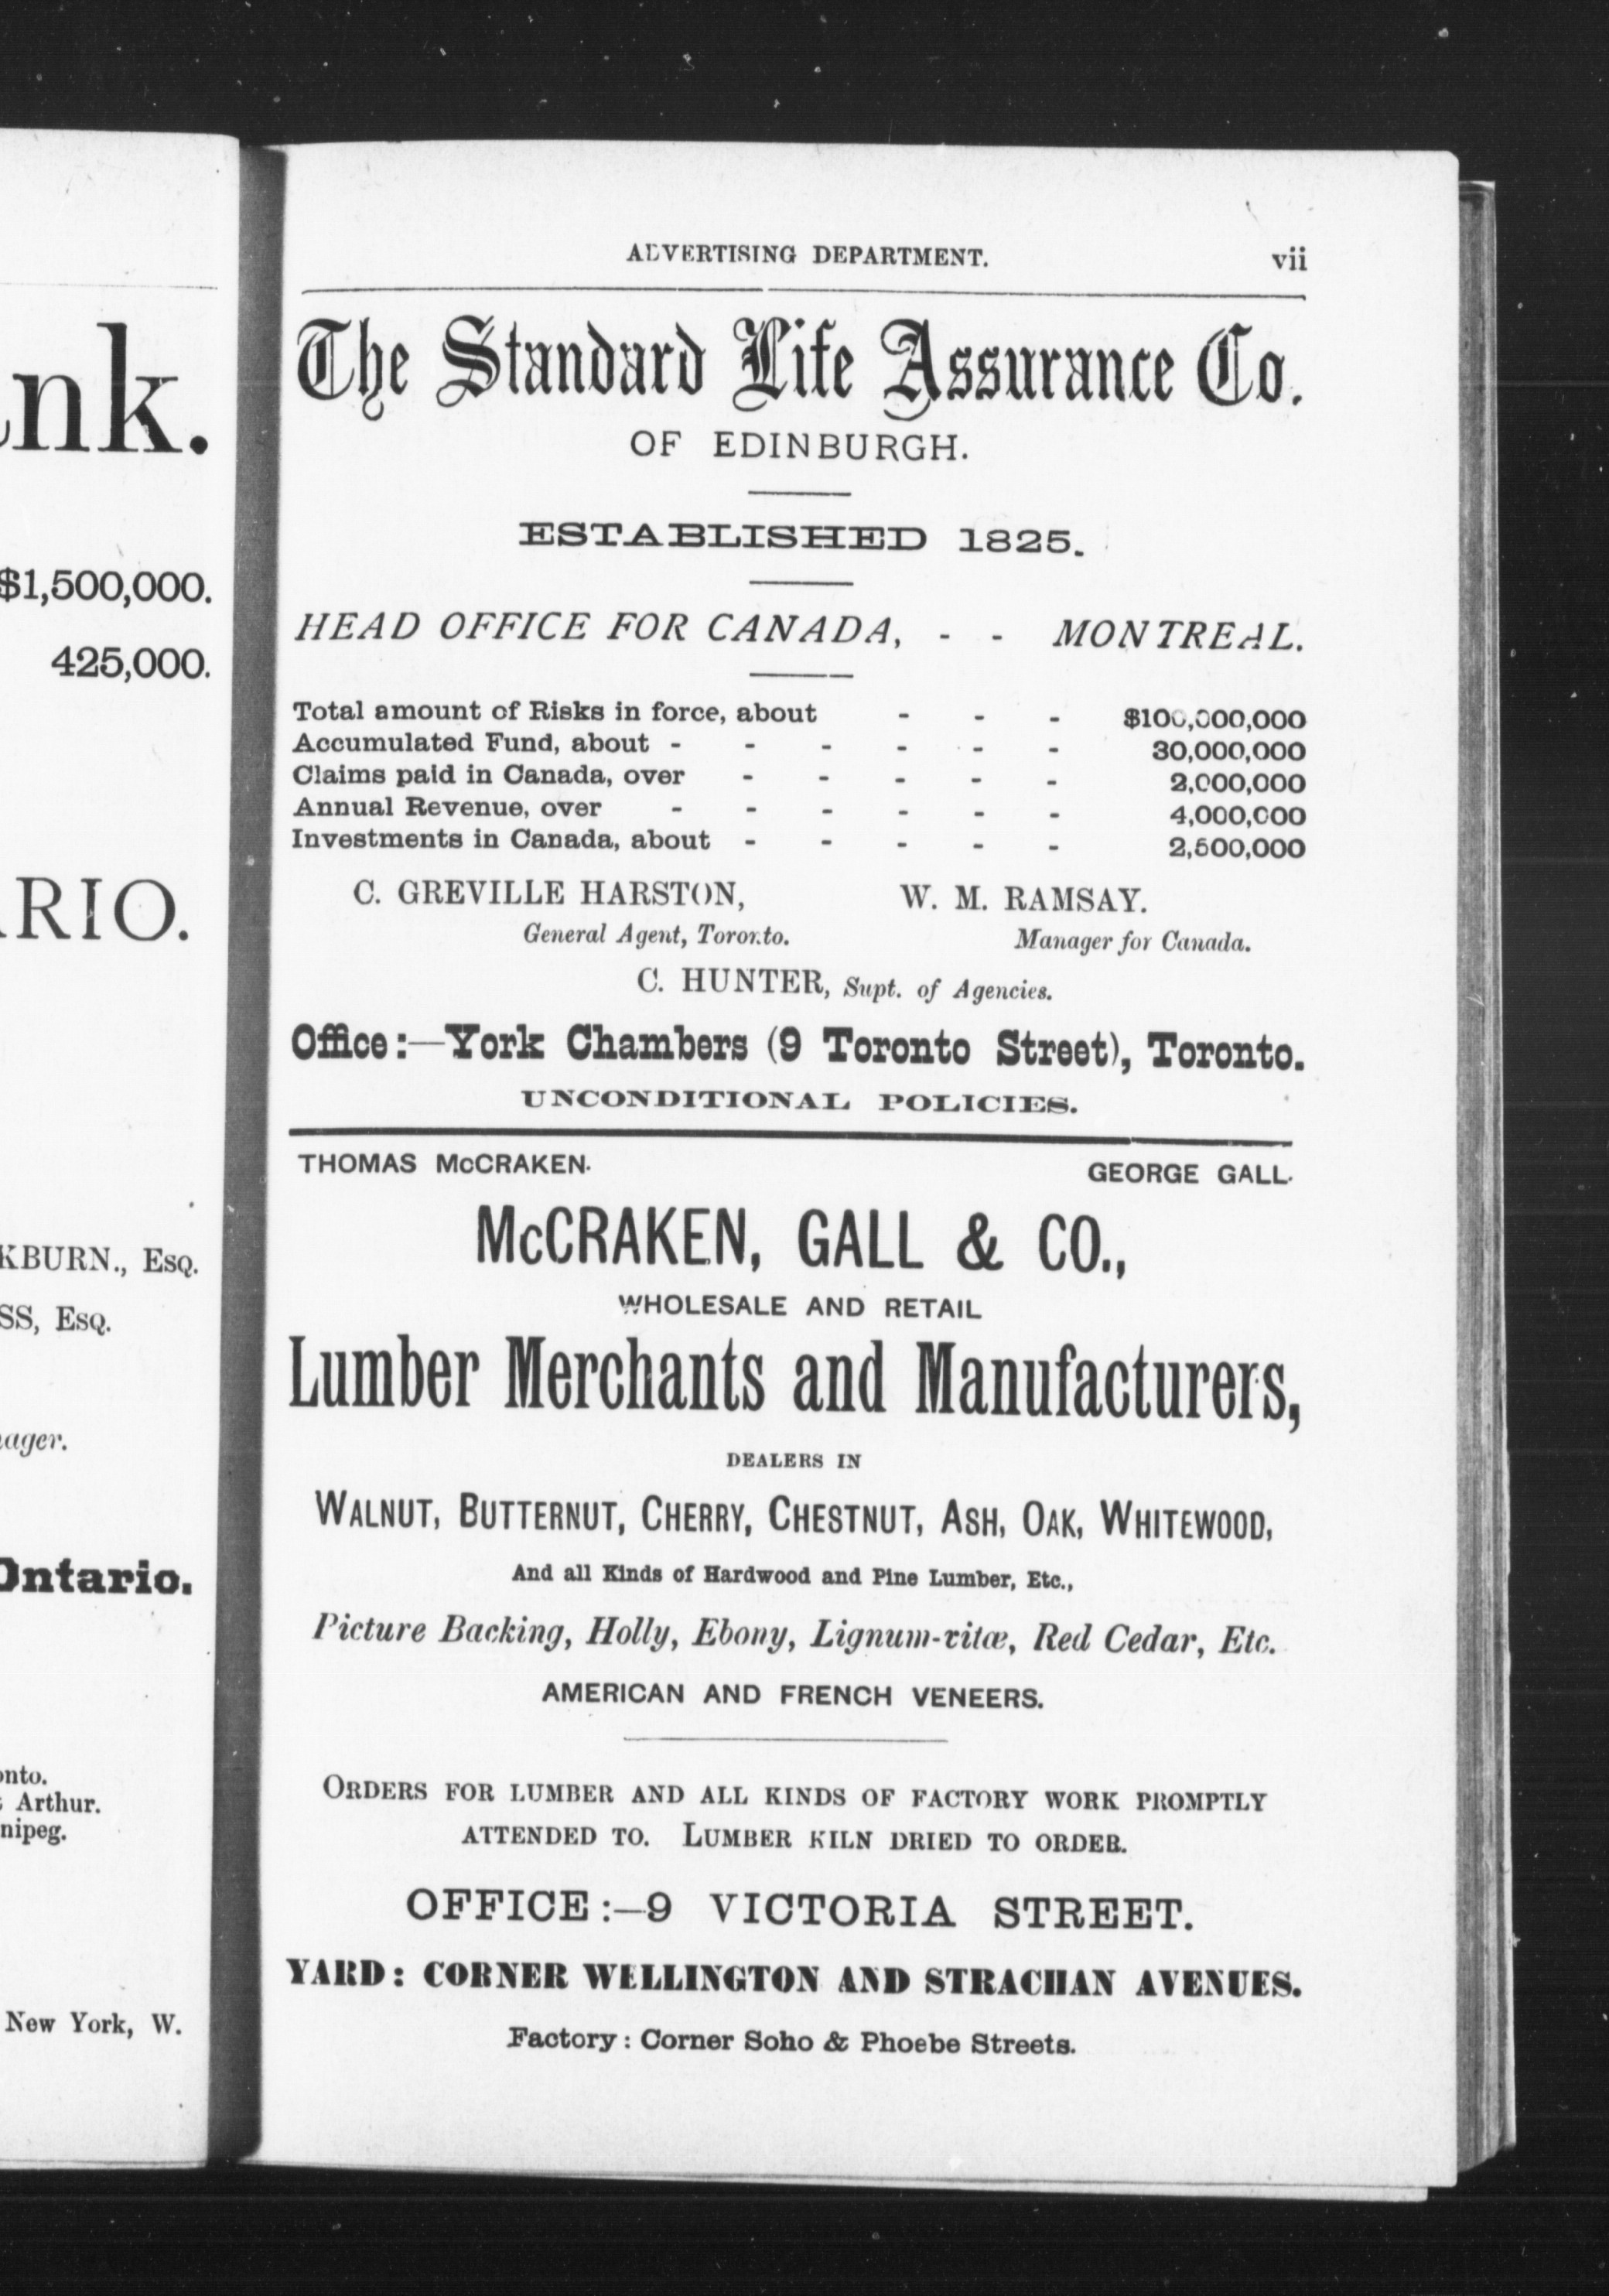 nk.
$1,500,000.
425,000.
RIO.
KBURN., Esq.
SS, Esq.
ager.
Ontario.
onto.
Arthur.
nipeg.
New York, W.
ADVERTISING DEPARTMENT. vii
The Standard Life Assurance Co.
OF EDINBURGH.
ESTABLISHED 1825.
HEAD OFFICE FOR CANADA, - - MONTREAL.
Total amount of Risks in force, about - - - $100,000,000
Accumulated Fund, about - - - - - - 30,000,000
Claims paid in Canada, over - - - - - 2,000,000
Annual Revenue, over - - - - - - 4,000,000
Investments in Canada, about - - - - - 2,500,000
C. GREVILLE HARSTON, W. M. RAMSAY.
General Agent, Toronto. Manager for Canada.
C. HUNTER, Supt. of Agencies.
Office:—York Chambers (9 Toronto Street), Toronto.
UNCONDITIONAL POLICIES.
THOMAS McCRAKEN. GEORGE GALL.
McCRAKEN, GALL & CO.,
WHOLESALE AND RETAIL
Lumber Merchants and Manufacturers,
DEALERS IN
WALNUT, BUTTERNUT, CHERRY, CHESTNUT, ASH, OAK, WHITEWOOD,
And all Kinds of Hardwood and Pine Lumber, Etc.,
Picture Backing, Holly, Ebony, Lignum-vitæ, Red Cedar, Etc.
AMERICAN AND FRENCH VENEERS.
ORDERS FOR LUMBER AND ALL KINDS OF FACTORY WORK PROMPTLY
ATTENDED TO. LUMBER KILN DRIED TO ORDER.
OFFICE:—9 VICTORIA STREET.
YARD: CORNER WELLINGTON AND STRACHAN AVENUES.
Factory: Corner Soho & Phoebe Streets.